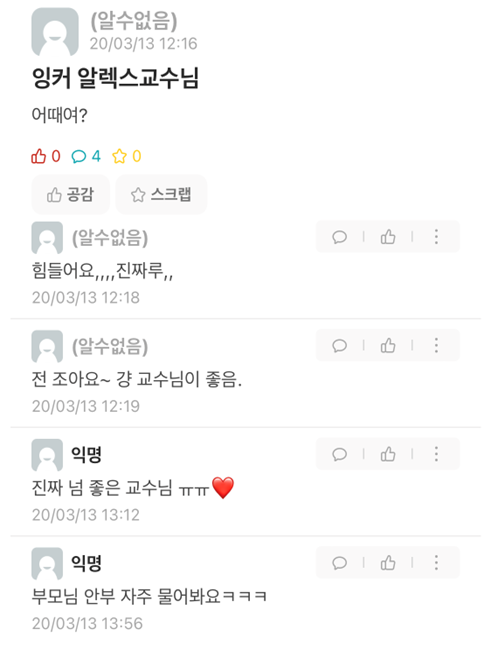 (알수없음)
20/03/13 12:16
잉커 알렉스교수님
어때여?
0 4 0
공감 스크랩
(알수없음)
힘들어요,,,,진짜루,,
20/03/13 12:18
(알수없음)
전 조아요~ 걍 교수님이 좋음.
20/03/13 12:19
익명
진짜 넘 좋은 교수님 ㅠㅠ❤️
20/03/13 13:12
익명
부모님 안부 자주 물어봐요ㅋㅋㅋ
20/03/13 13:56